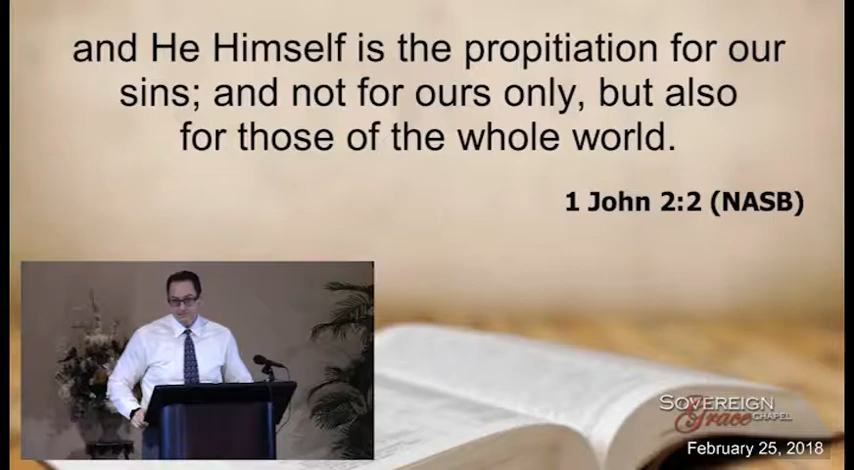 and He Himself is the propitiation for our
sins; and not for ours only, but also
for those of the whole world.
1 John 2:2 (NASB)
SOVEREIGN
Grace CHAPEL
February 25, 2018